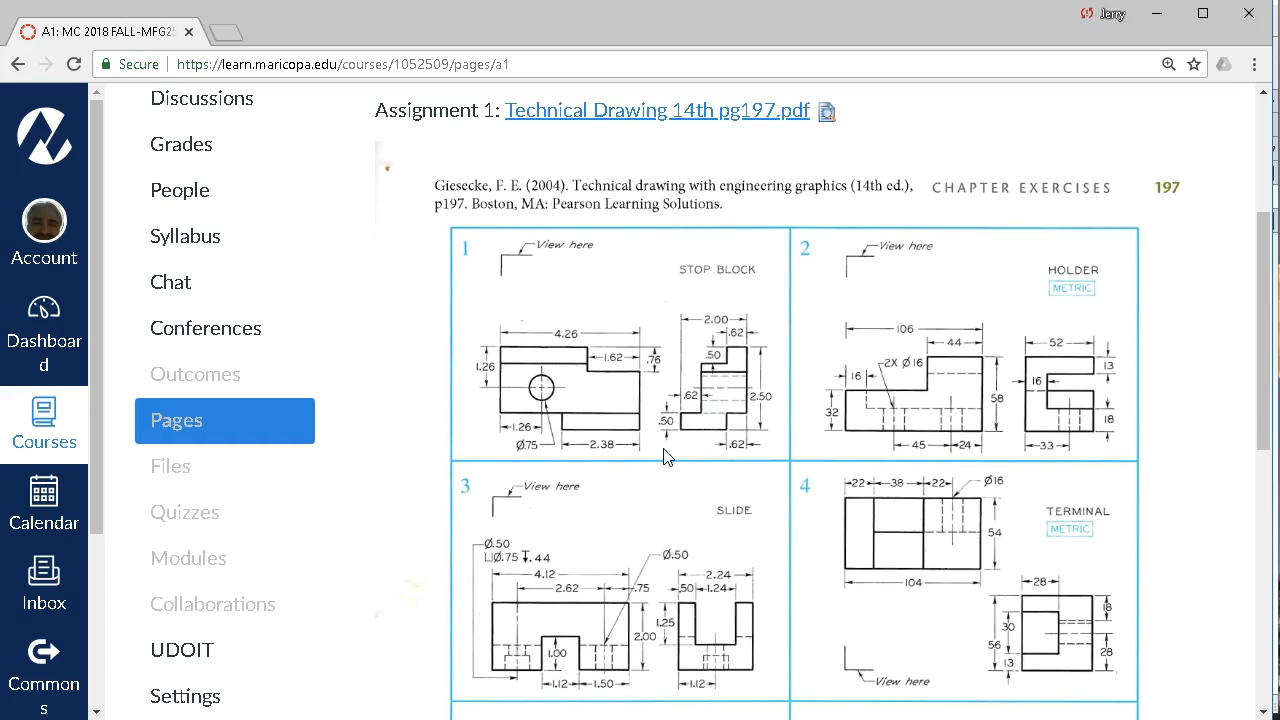 A1: MC 2018 FALL-MFG25
Jerry
Secure
https://learn.maricopa.edu/courses/1052509/pages/a1
Account
Dashboar
d
Courses
Calendar
Inbox
Common
s
Discussions
Grades
People
Syllabus
Chat
Conferences
Outcomes
Pages
Files
Quizzes
Modules
Collaborations
UDOIT
Settings
Assignment 1: Technical Drawing 14th pg197.pdf
Giesecke, F. E. (2004). Technical drawing with engineering graphics (14th ed.),
p197. Boston, MA: Pearson Learning Solutions.
CHAPTER EXERCISES 197
1
View here
STOP BLOCK
2.00
4.26
.62
1.62
.50
.76
1.26
.62
2.50
.50
1.26
Ø.75
2.38
.62
2
View here
HOLDER
METRIC
106
44
52
2X Ø16
13
16
16
58
32
18
45
24
33
3
View here
SLIDE
Ø.50
⌴Ø.75 ↧.44
Ø.50
4.12
2.24
2.62
.75
.50
1.24
1.25
2.00
1.00
1.12
1.50
1.12
4
22
38
22
Ø16
TERMINAL
METRIC
54
104
28
18
30
56
28
13
View here